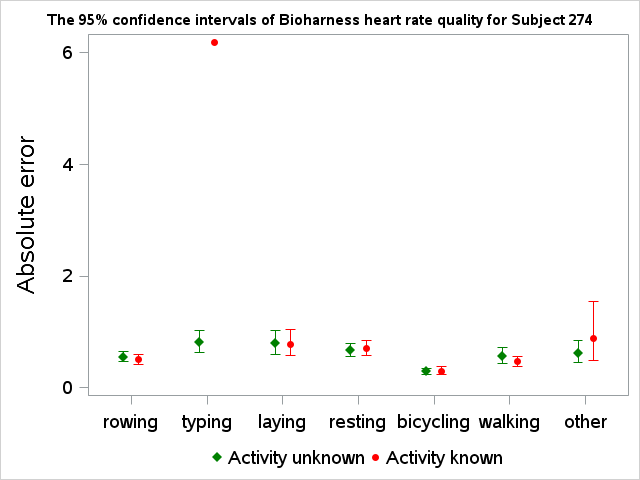 The 95% confidence intervals of Bioharness heart rate quality for Subject 274
6
4
2
0
Absolute error
rowing typing laying resting bicycling walking other
Activity unknown Activity known